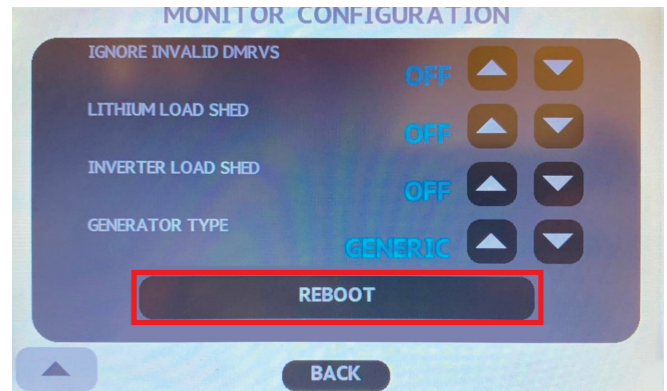 MONITOR CONFIGURATION
IGNORE INVALID DMRVS
OFF
LITHIUM LOAD SHED
OFF
INVERTER LOAD SHED
OFF
GENERATOR TYPE
GENERIC
REBOOT
BACK